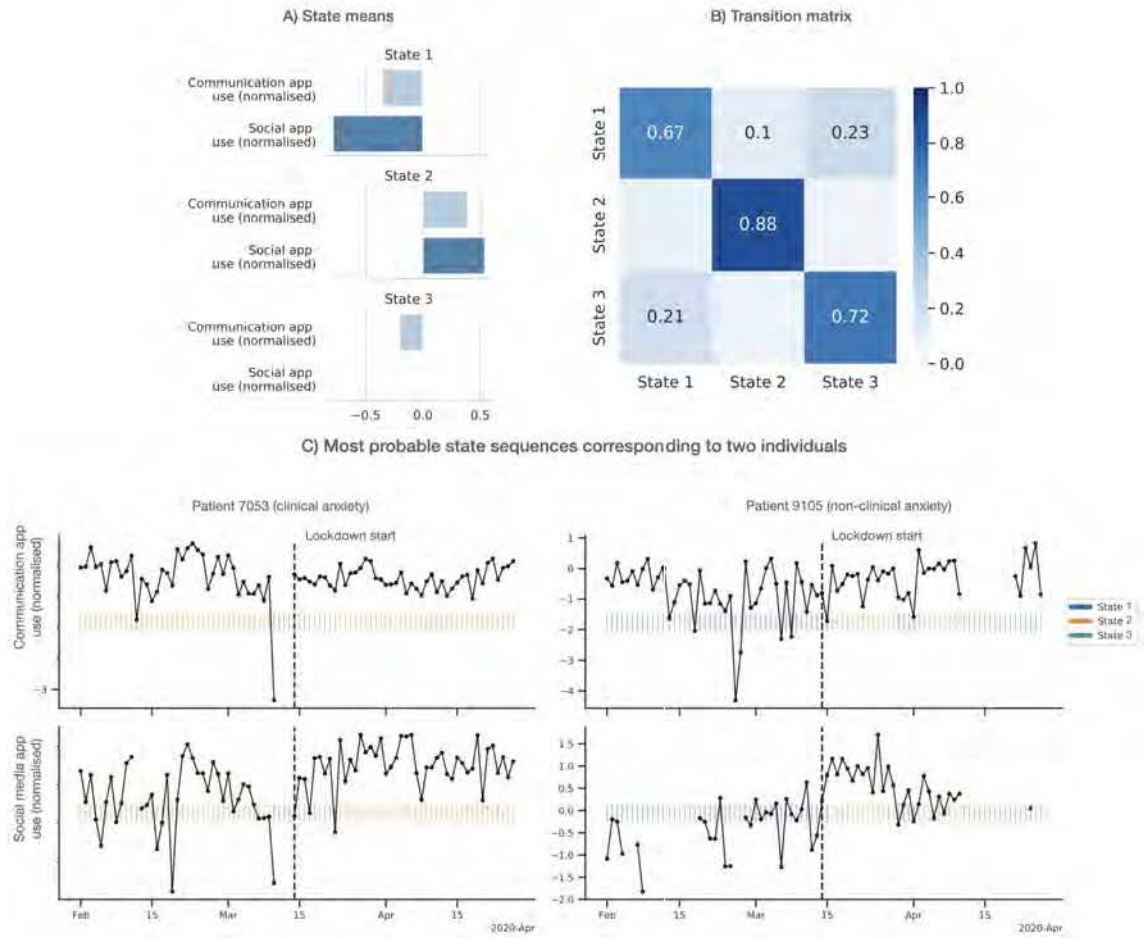 A) State means
B) Transition matrix
State 1
Communication app
use (normalised)
Social app
use (normalised)
State 2
Communication app
use (normalised)
Social app
use (normalised)
State 3
Communication app
use (normalised)
Social app
use (normalised)
−0.5 0.0 0.5
State 1
State 2
State 3
0.67 0.1 0.23
0.88
0.21 0.72
State 1 State 2 State 3
1.0
0.8
0.6
0.4
0.2
0.0
C) Most probable state sequences corresponding to two individuals
Patient 7053 (clinical anxiety)
Patient 9105 (non-clinical anxiety)
Communication app
use (normalised)
Lockdown start
−3
Lockdown start
1
0
−1
−2
−3
−4
State 1
State 2
State 3
Social media app
use (normalised)
1.5
1.0
0.5
0.0
−0.5
−1.0
−1.5
−2.0
Feb 15 Mar 15 Apr 15
2020-Apr
Feb 15 Mar 15 Apr 15
2020-Apr